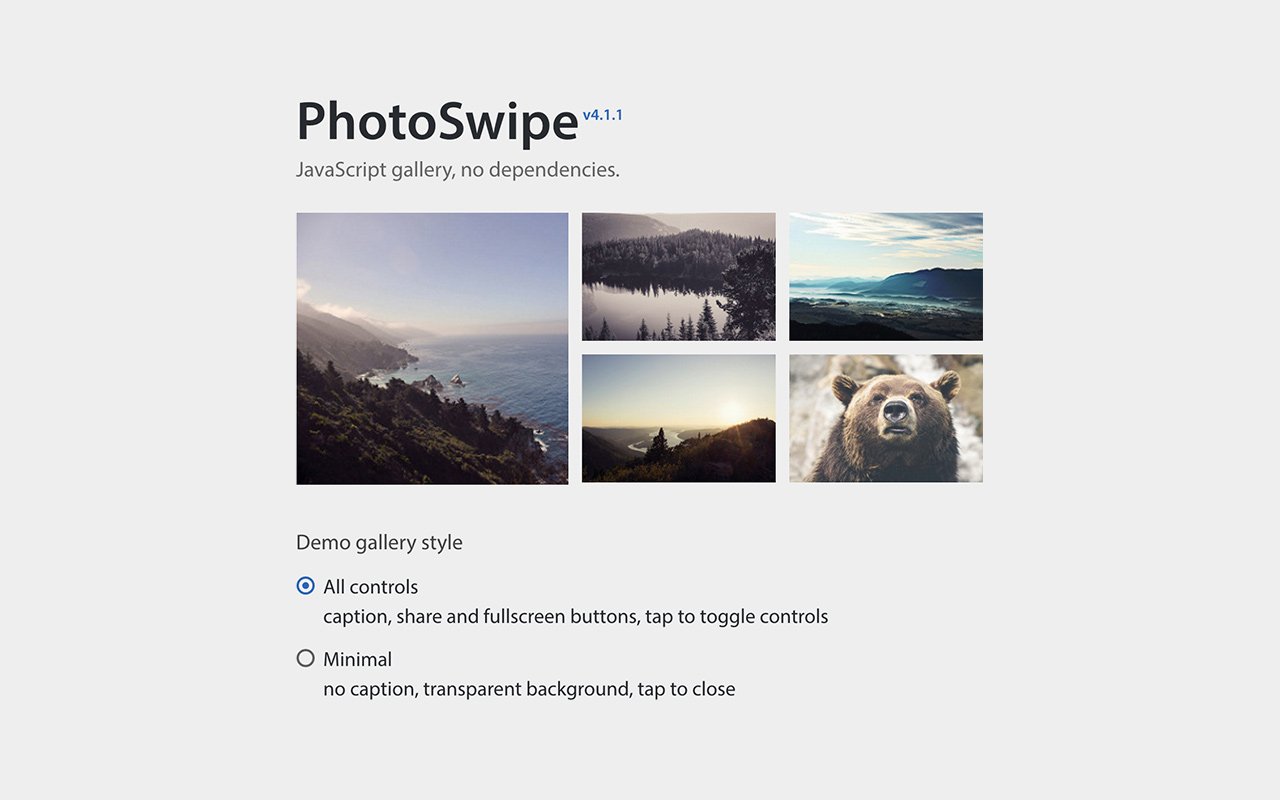 PhotoSwipe v4.1.1
JavaScript gallery, no dependencies.
Demo gallery style
All controls
caption, share and fullscreen buttons, tap to toggle controls
Minimal
no caption, transparent background, tap to close